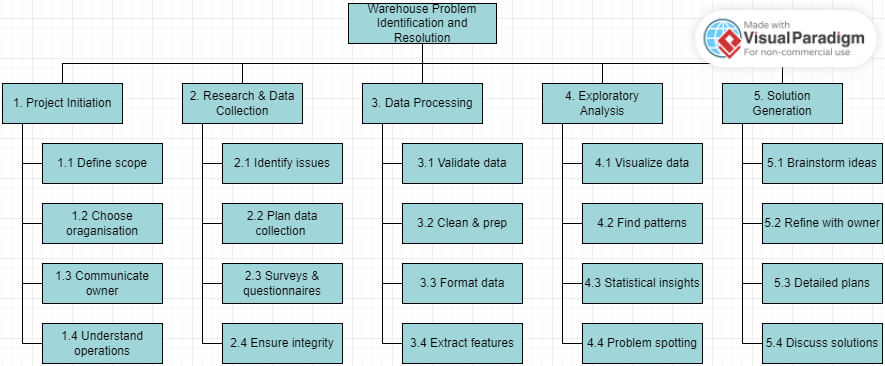 Warehouse Problem
Identification and
Resolution
Made with
Visual Paradigm
For non-commercial use
1. Project Initiation
2. Research & Data
Collection
3. Data Processing
4. Exploratory
Analysis
5. Solution
Generation
1.1 Define scope
2.1 Identify issues
3.1 Validate data
4.1 Visualize data
5.1 Brainstorm ideas
1.2 Choose
oraganisation
2.2 Plan data
collection
3.2 Clean & prep
4.2 Find patterns
5.2 Refine with owner
1.3 Communicate
owner
2.3 Surveys &
questionnaires
3.3 Format data
4.3 Statistical insights
5.3 Detailed plans
1.4 Understand
operations
2.4 Ensure integrity
3.4 Extract features
4.4 Problem spotting
5.4 Discuss solutions